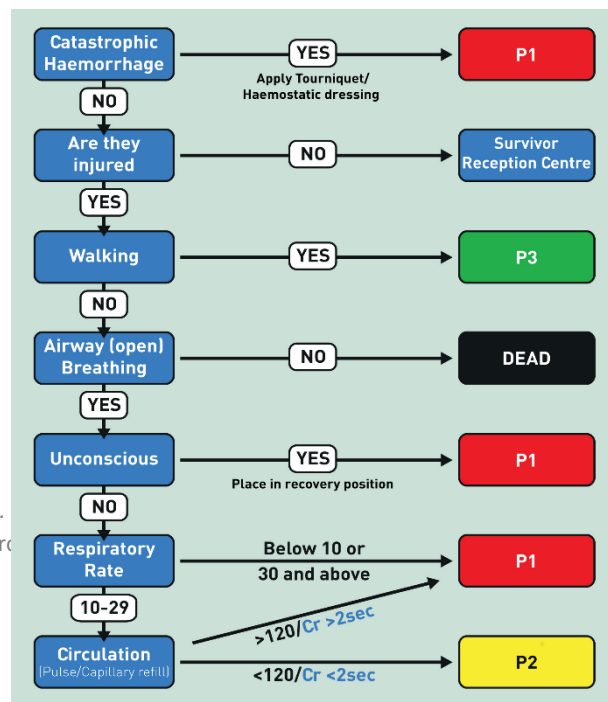 Catastrophic
Haemorrhage
YES
Apply Tourniquet/
Haemostatic dressing
P1
NO
Are they
injured
NO
Survivor
Reception Centre
YES
Walking
YES
P3
NO
Airway (open)
Breathing
NO
DEAD
YES
Unconscious
YES
Place in recovery position
P1
NO
Respiratory
Rate
Below 10 or
30 and above
P1
10-29
>120/Cr >2sec
Circulation
(Pulse/Capillary refill)
<120/Cr <2sec
P2